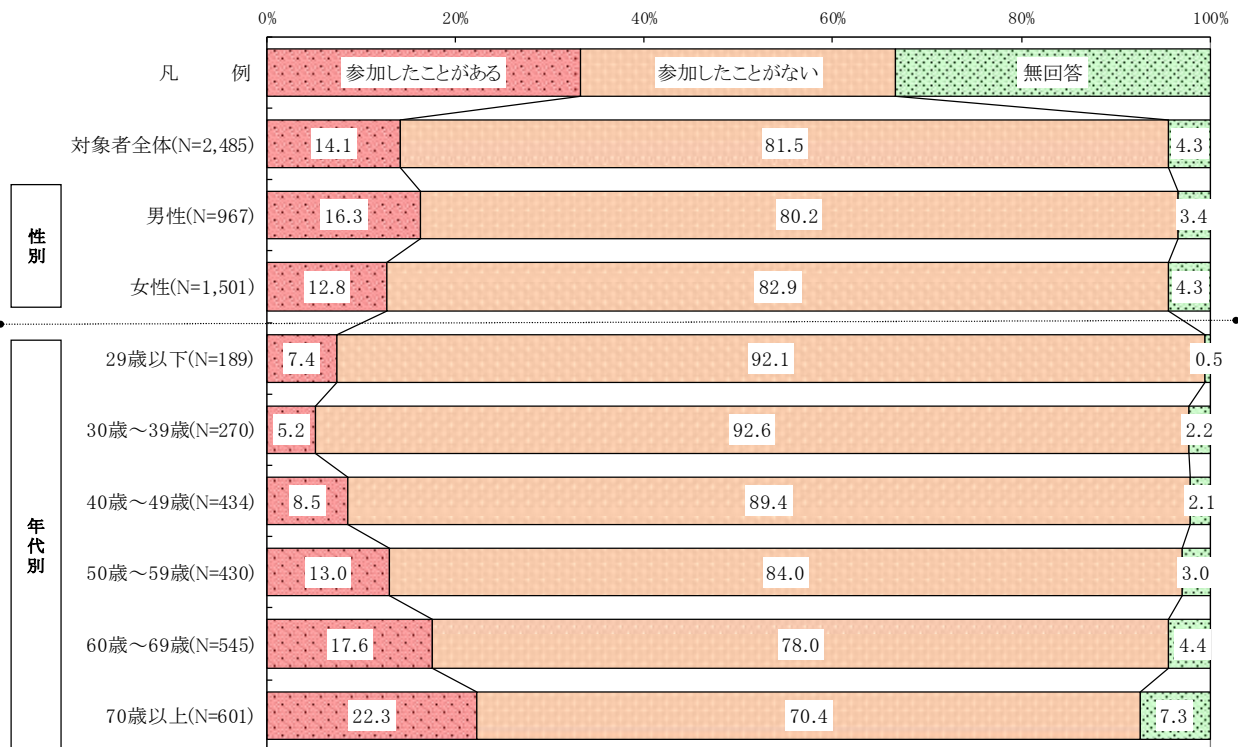 0% 20% 40% 60% 80% 100%
凡　　例 参加したことがある 参加したことがない 無回答
対象者全体(N=2,485) 14.1 81.5 4.3
性別
男性(N=967) 16.3 80.2 3.4
女性(N=1,501) 12.8 82.9 4.3
年代別
29歳以下(N=189) 7.4 92.1 0.5
30歳～39歳(N=270) 5.2 92.6 2.2
40歳～49歳(N=434) 8.5 89.4 2.1
50歳～59歳(N=430) 13.0 84.0 3.0
60歳～69歳(N=545) 17.6 78.0 4.4
70歳以上(N=601) 22.3 70.4 7.3